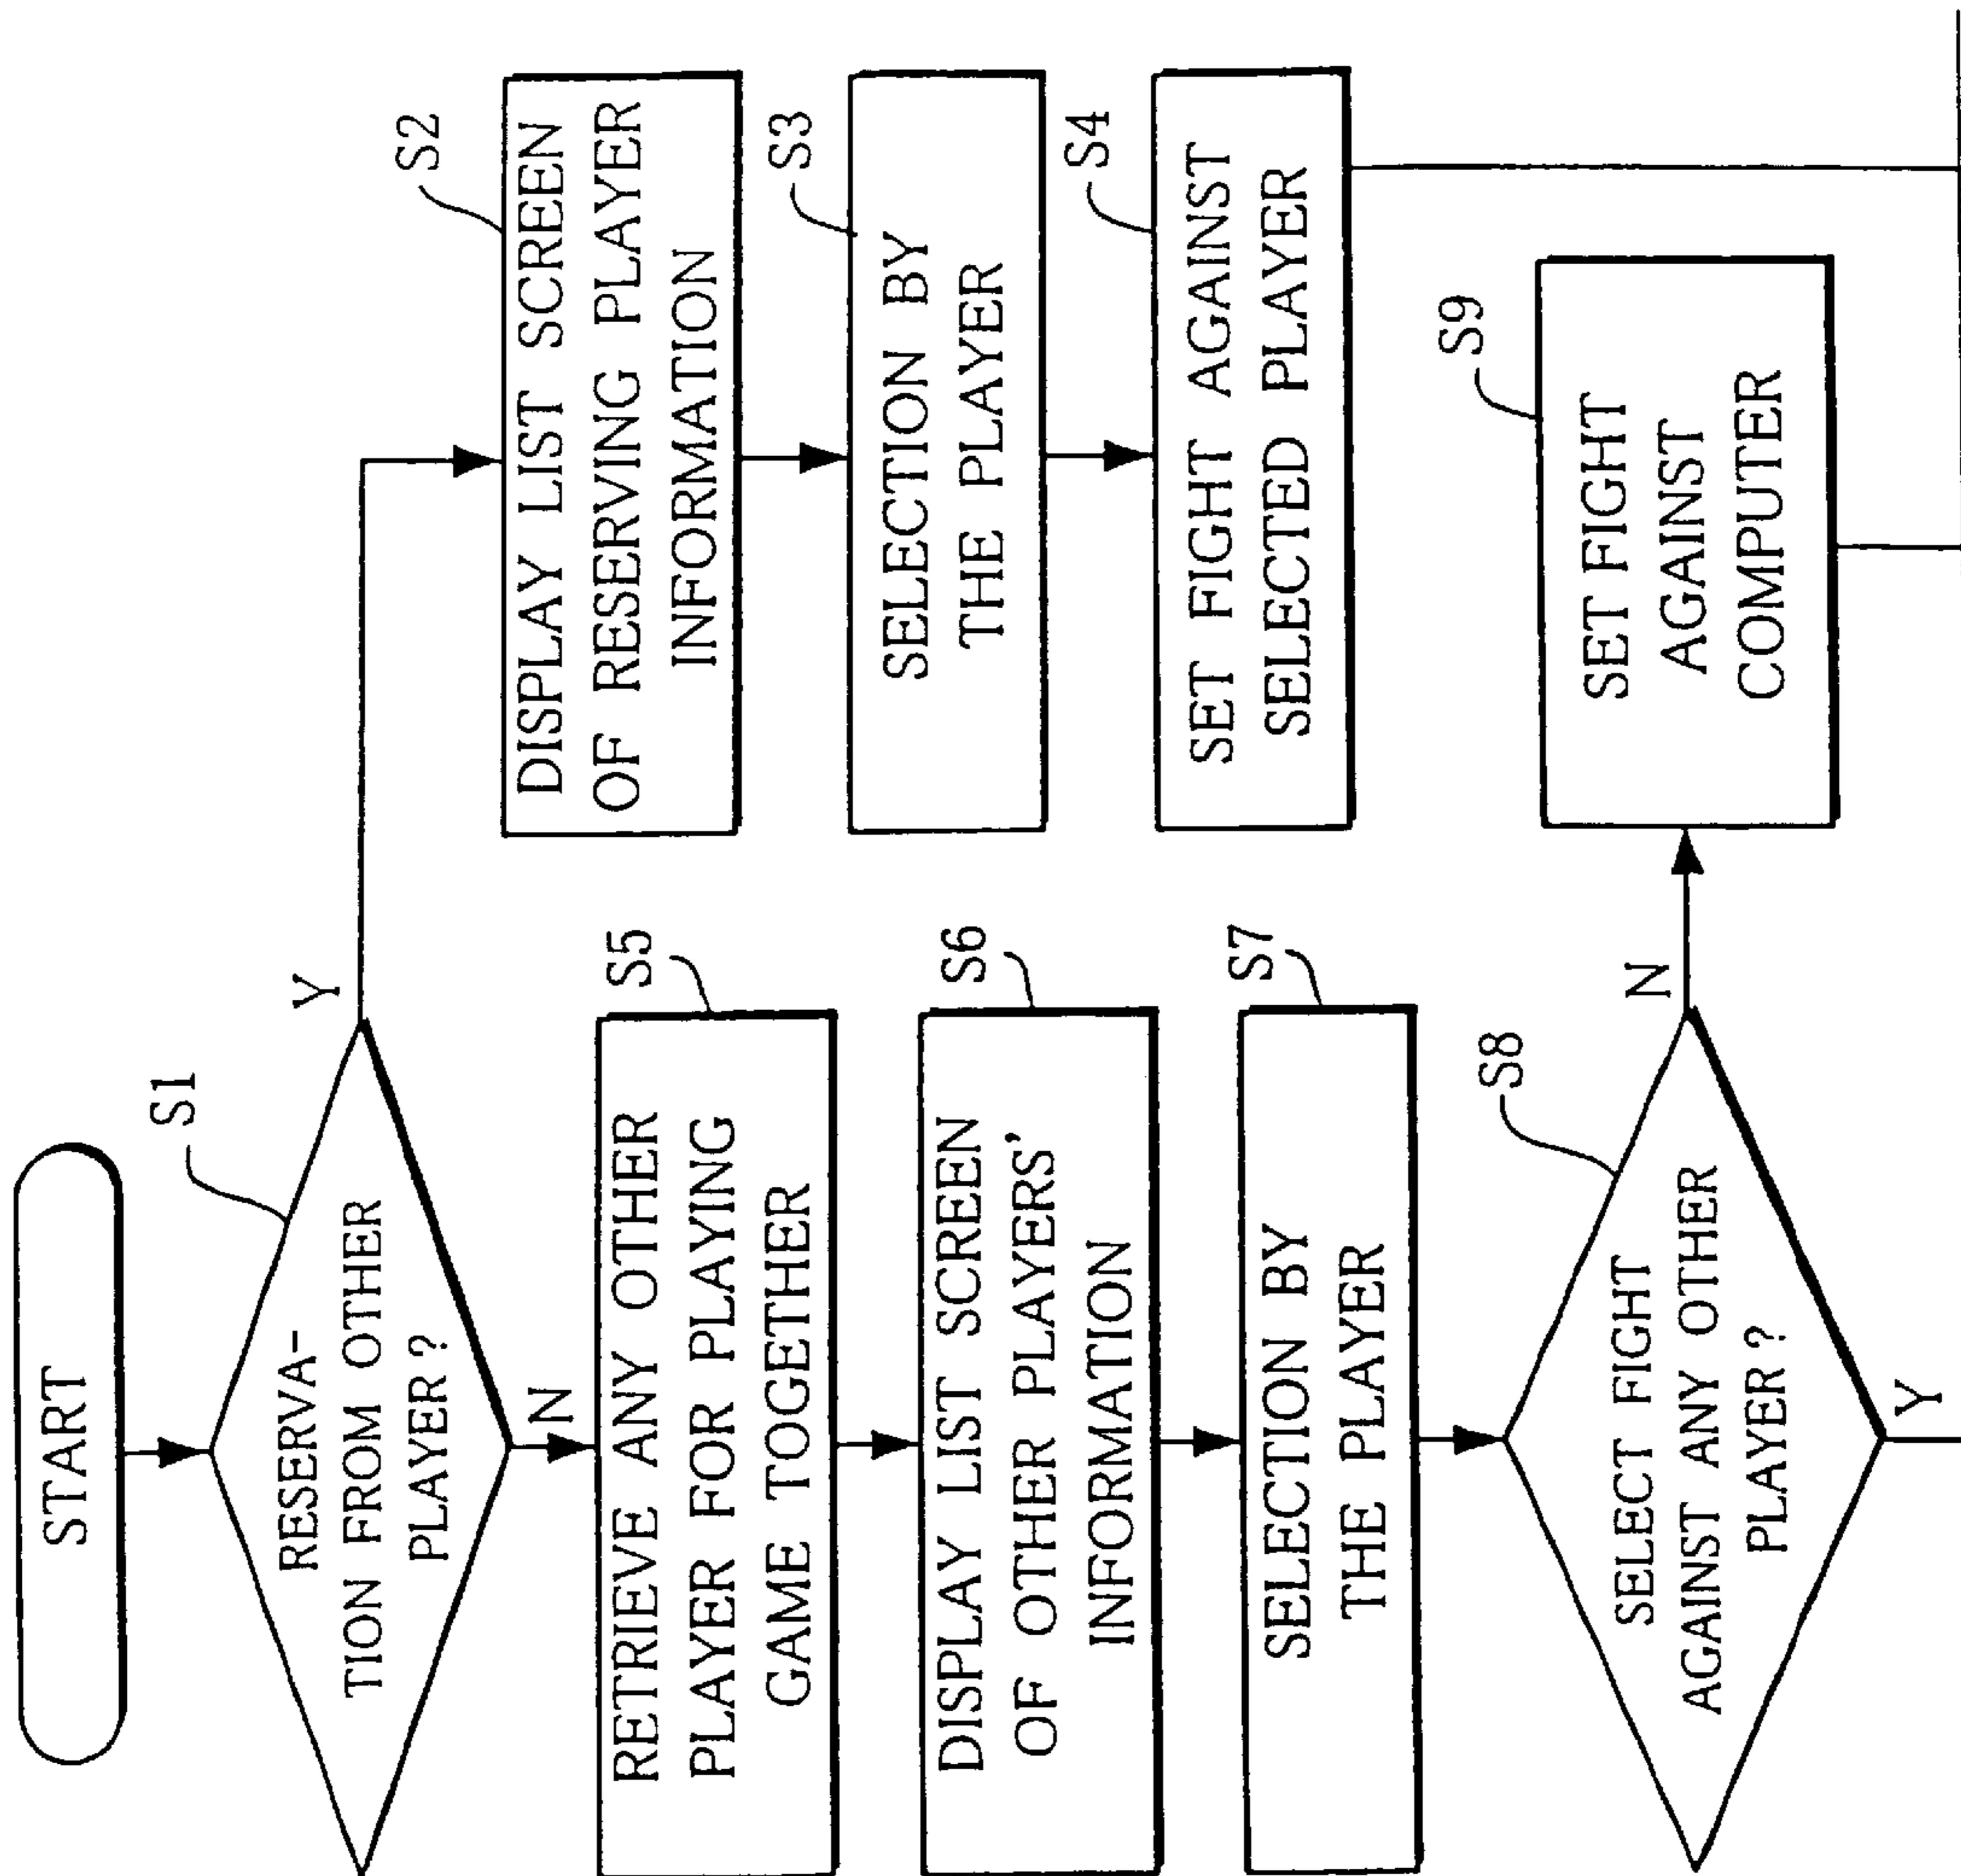 START
S1
RESERVA-
TION FROM OTHER
PLAYER?
Y
N
S2
DISPLAY LIST SCREEN
OF RESERVING PLAYER
INFORMATION
S3
SELECTION BY
THE PLAYER
S4
SET FIGHT AGAINST
SELECTED PLAYER
S5
RETRIEVE ANY OTHER
PLAYER FOR PLAYING
GAME TOGETHER
S6
DISPLAY LIST SCREEN
OF OTHER PLAYERS'
INFORMATION
S7
SELECTION BY
THE PLAYER
S8
SELECT FIGHT
AGAINST ANY OTHER
PLAYER?
N
Y
S9
SET FIGHT
AGAINST
COMPUTER